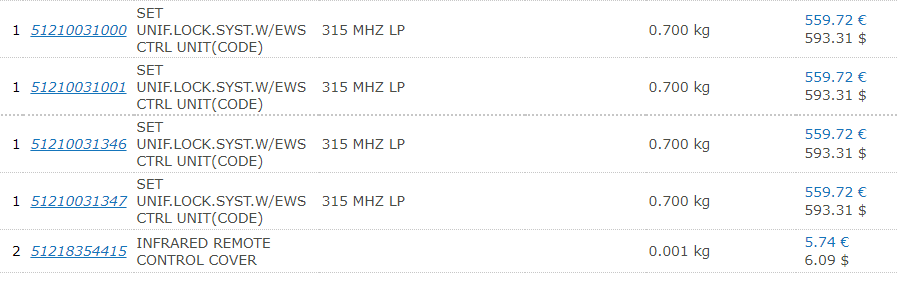 SET
1 51210031000 UNIF.LOCK.SYST.W/EWS 315 MHZ LP 0.700 kg 559.72 €
CTRL UNIT(CODE) 593.31 $
SET
1 51210031001 UNIF.LOCK.SYST.W/EWS 315 MHZ LP 0.700 kg 559.72 €
CTRL UNIT(CODE) 593.31 $
SET
1 51210031346 UNIF.LOCK.SYST.W/EWS 315 MHZ LP 0.700 kg 559.72 €
CTRL UNIT(CODE) 593.31 $
SET
1 51210031347 UNIF.LOCK.SYST.W/EWS 315 MHZ LP 0.700 kg 559.72 €
CTRL UNIT(CODE) 593.31 $
2 51218354415 INFRARED REMOTE 0.001 kg 5.74 €
CONTROL COVER 6.09 $